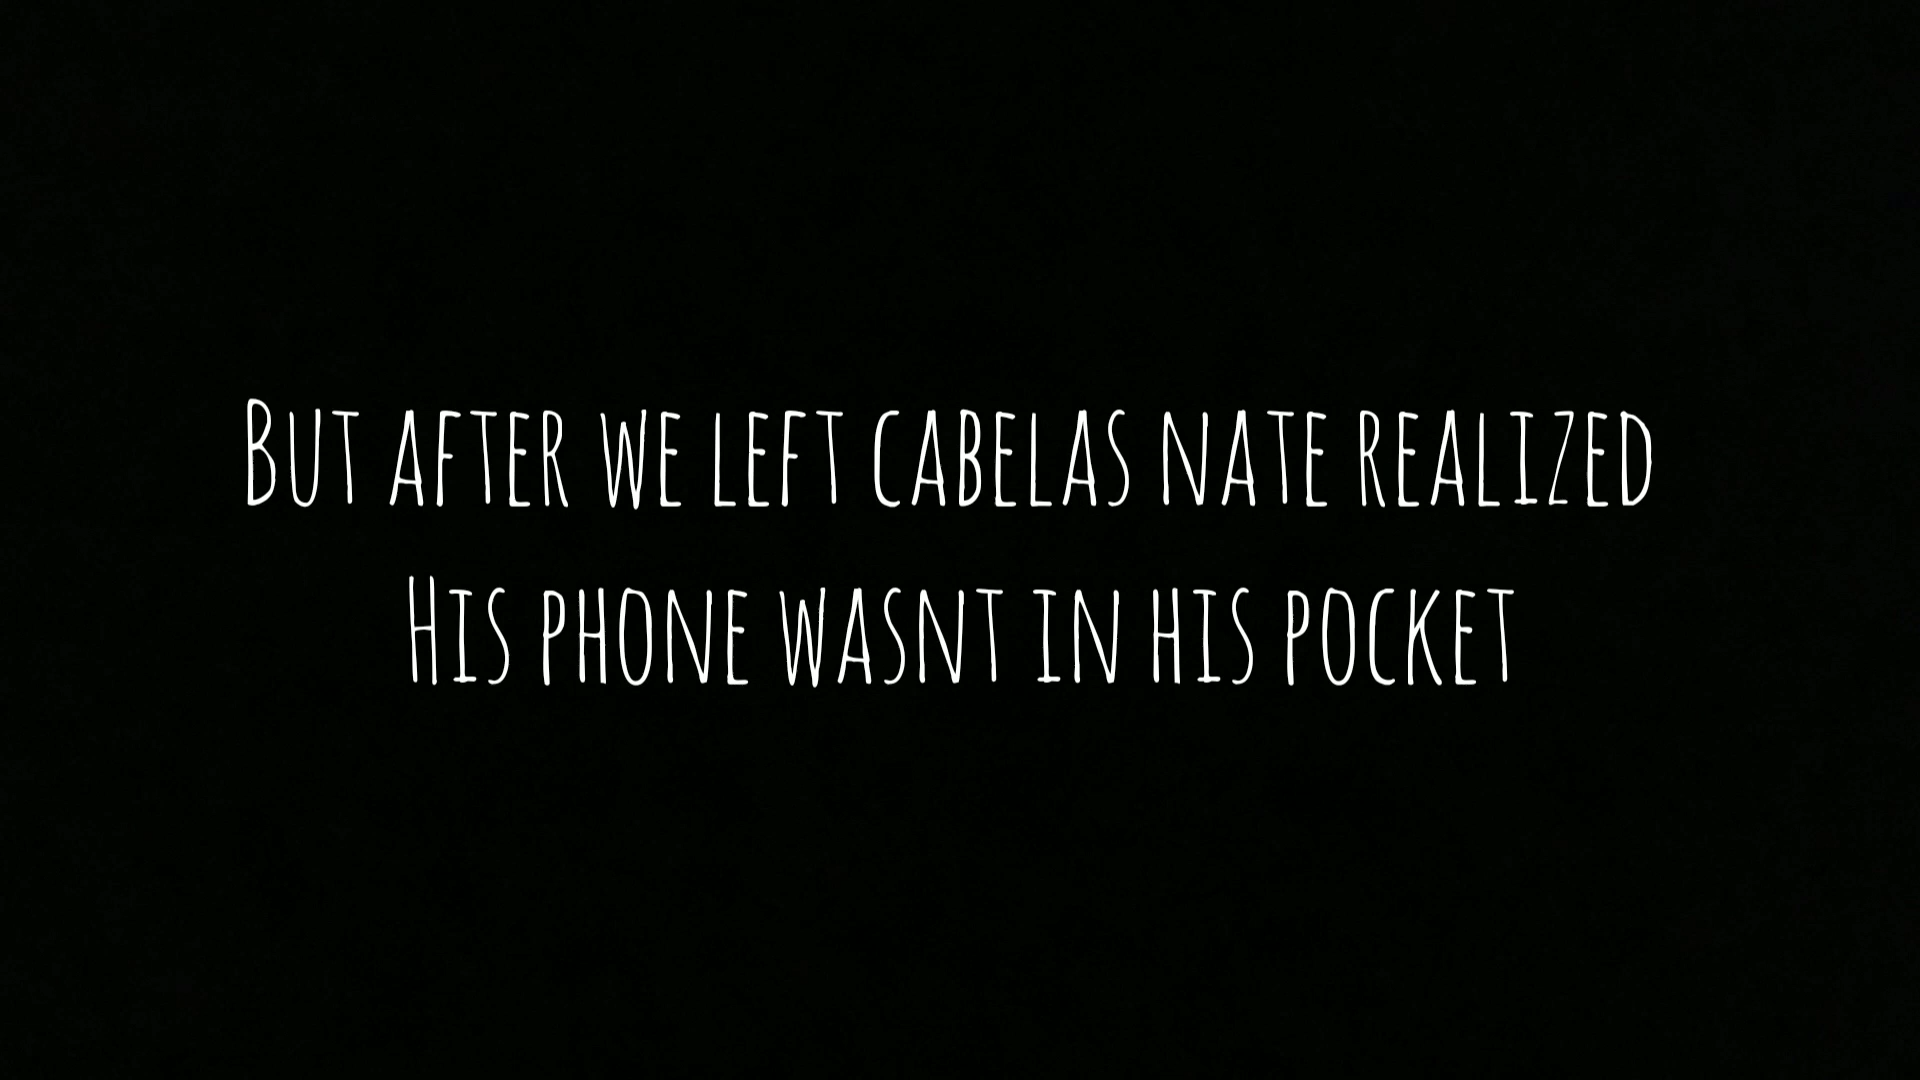 But after we left cabelas nate realized
His phone wasnt in his pocket